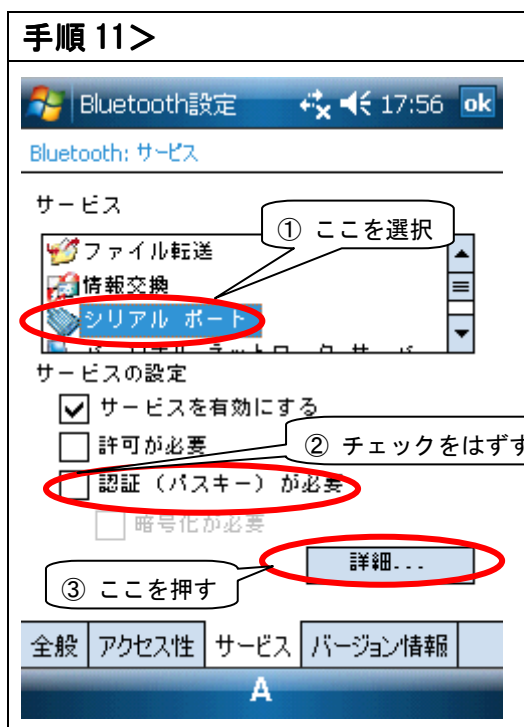 手順 11＞
Bluetooth設定 17:56 ok
Bluetooth: サービス
サービス
① ここを選択
ファイル転送
情報交換
シリアル ポート
サービスの設定
サービスを有効にする
許可が必要
② チェックをはずす
認証（パスキー）が必要
暗号化が必要
詳細...
③ ここを押す
全般 アクセス性 サービス バージョン情報
A